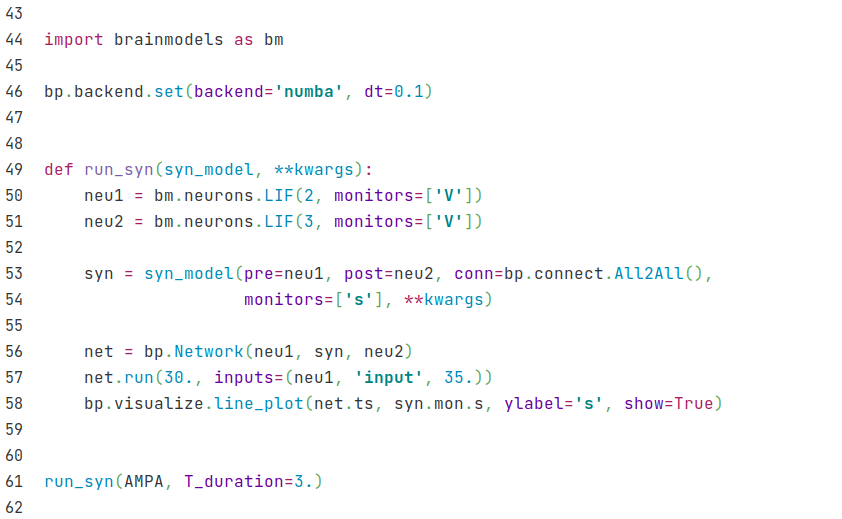 43
44 import brainmodels as bm
45
46 bp.backend.set(backend='numba', dt=0.1)
47
48
49 def run_syn(syn_model, **kwargs):
50     neu1 = bm.neurons.LIF(2, monitors=['V'])
51     neu2 = bm.neurons.LIF(3, monitors=['V'])
52
53     syn = syn_model(pre=neu1, post=neu2, conn=bp.connect.All2All(),
54                     monitors=['s'], **kwargs)
55
56     net = bp.Network(neu1, syn, neu2)
57     net.run(30., inputs=(neu1, 'input', 35.))
58     bp.visualize.line_plot(net.ts, syn.mon.s, ylabel='s', show=True)
59
60
61 run_syn(AMPA, T_duration=3.)
62